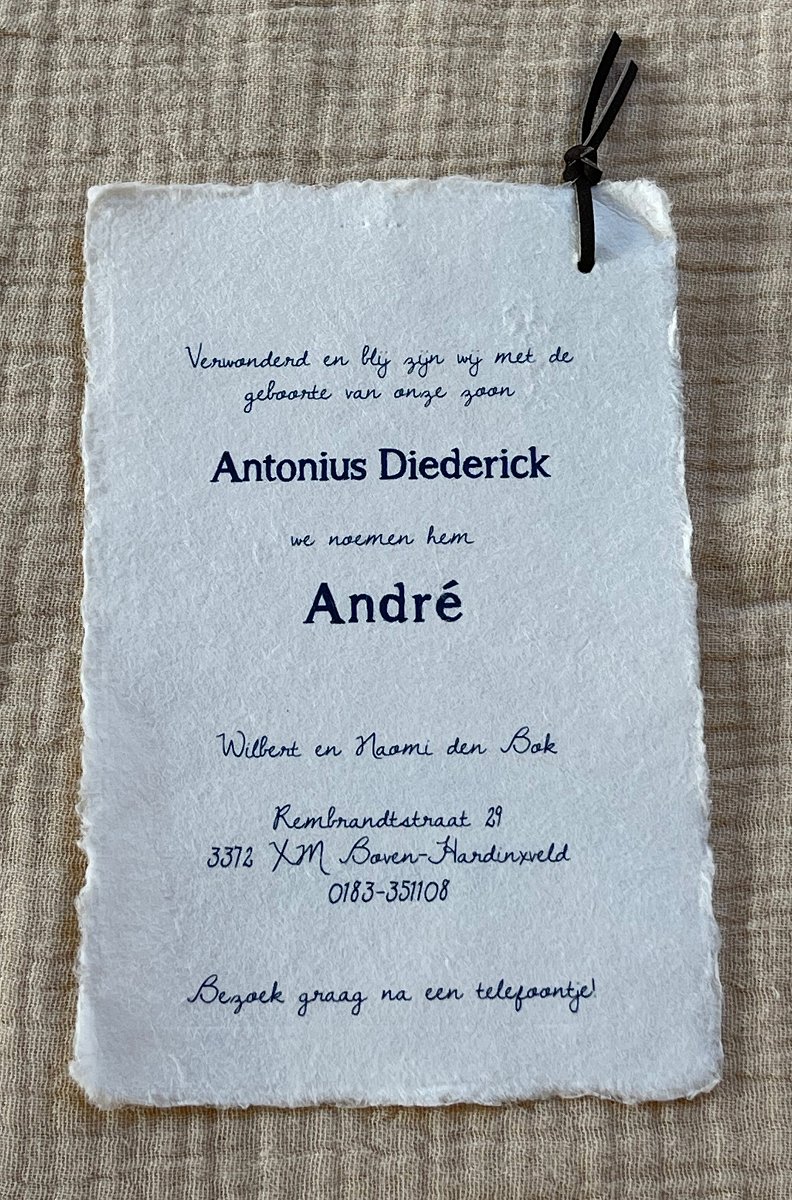 Verwonderd en blij zijn wij met de
geboorte van onze zoon
Antonius Diederick
we noemen hem
André
Wilbert en Naomi den Bok
Rembrandtstraat 29
3372 XM Boven-Hardinxveld
0183-351108
Bezoek graag na een telefoontje!